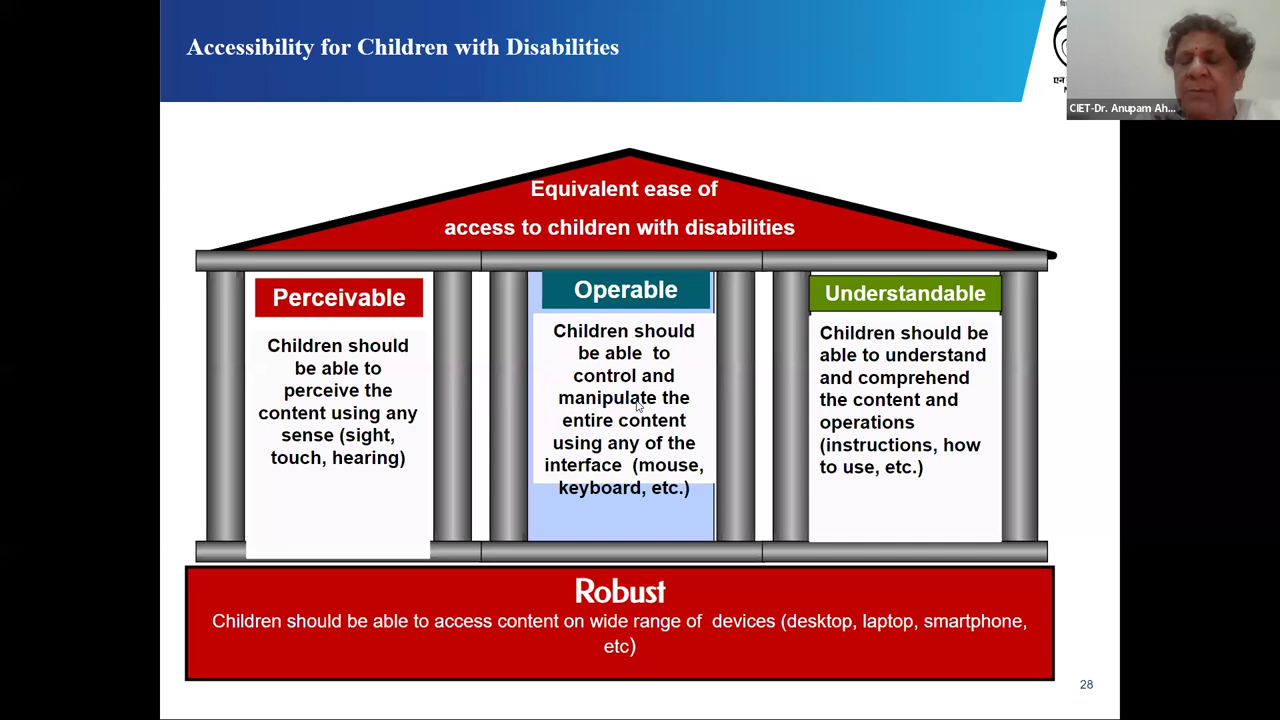 Accessibility for Children with Disabilities
CIET-Dr. Anupam Ah...
Equivalent ease of
access to children with disabilities
Perceivable
Children should
be able to
perceive the
content using any
sense (sight,
touch, hearing)
Operable
Children should
be able to
control and
manipulate the
entire content
using any of the
interface (mouse,
keyboard, etc.)
Understandable
Children should be
able to understand
and comprehend
the content and
operations
(instructions, how
to use, etc.)
Robust
Children should be able to access content on wide range of devices (desktop, laptop, smartphone,
etc)
28